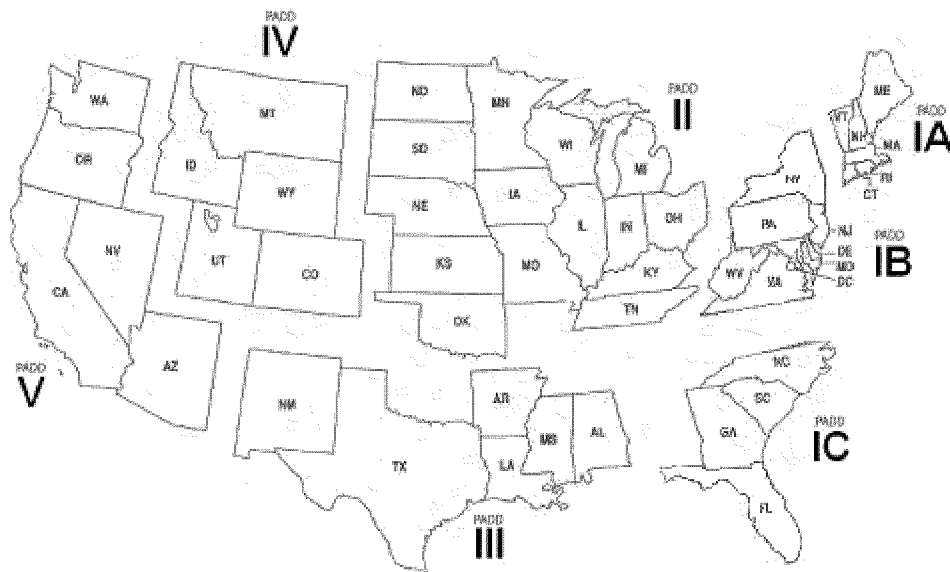 PADD
IV
PADD
II
PADD
IA
PADD
IB
PADD
IC
PADD
III
PADD
V
WA
OR
CA
NV
AZ
MT
ID
WY
UT
CO
ND
SD
NE
KS
OK
MN
IA
MO
WI
IL
MI
IN
OH
KY
TN
NM
TX
AR
LA
MS
AL
ME
VT
NH
MA
RI
CT
NY
PA
NJ
DE
MD
DC
WV
VA
NC
SC
GA
FL